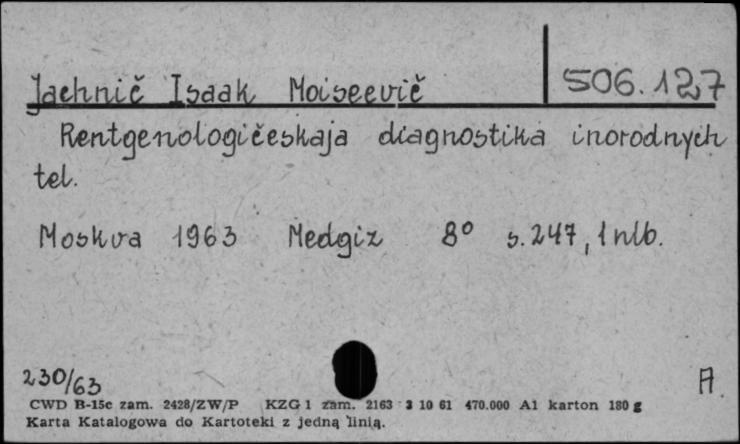 Jachnič Isaak Moiseevič 506.127
Rentgenologičeskaja diagnostika inorodnych
tel.
Moskva 1963 Medgiz 8° s. 247, 1 nlb.
230/63 A
CWD B-15c zam. 2428/ZW/P KZG 1 zam. 2163 3 10 61 470.000 A1 karton 180 g
Karta Katalogowa do Kartoteki z jedną linią.